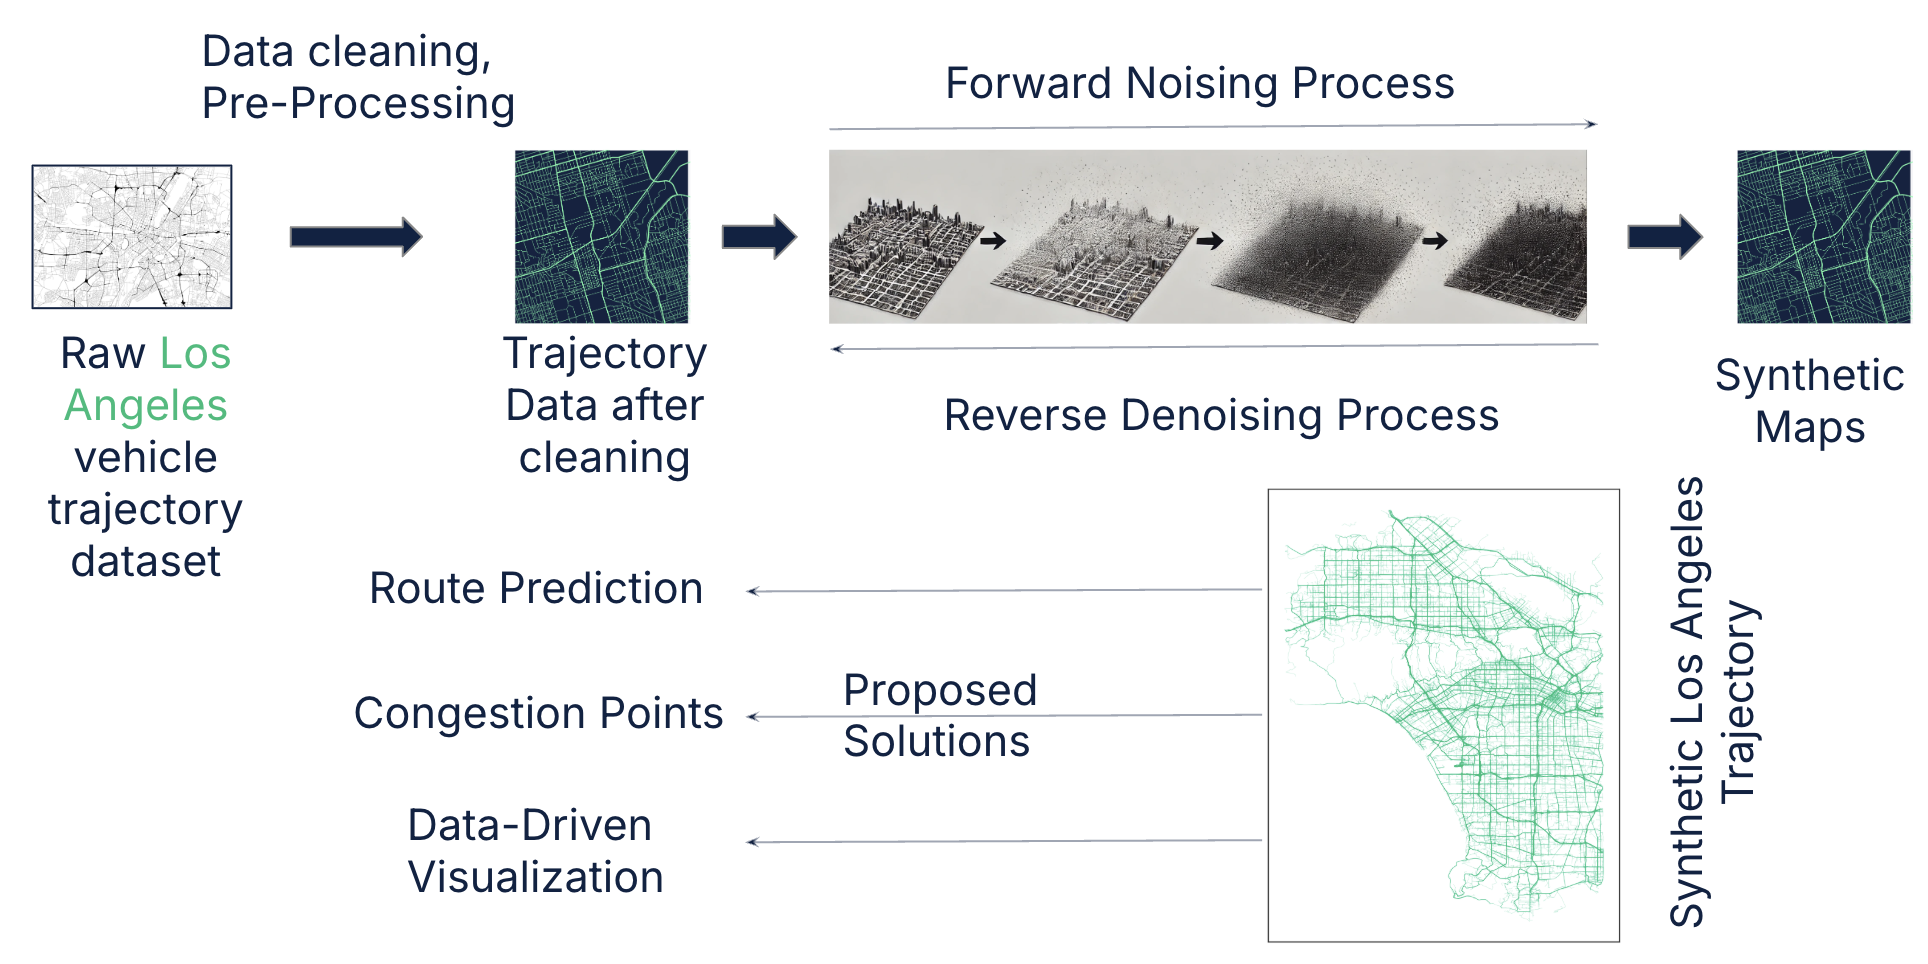 Data cleaning,
Pre-Processing
Forward Noising Process
Raw Los
Angeles
vehicle
trajectory
dataset
Trajectory
Data after
cleaning
Reverse Denoising Process
Synthetic
Maps
Route Prediction
Congestion Points
Data-Driven
Visualization
Proposed
Solutions
Synthetic Los Angeles
Trajectory